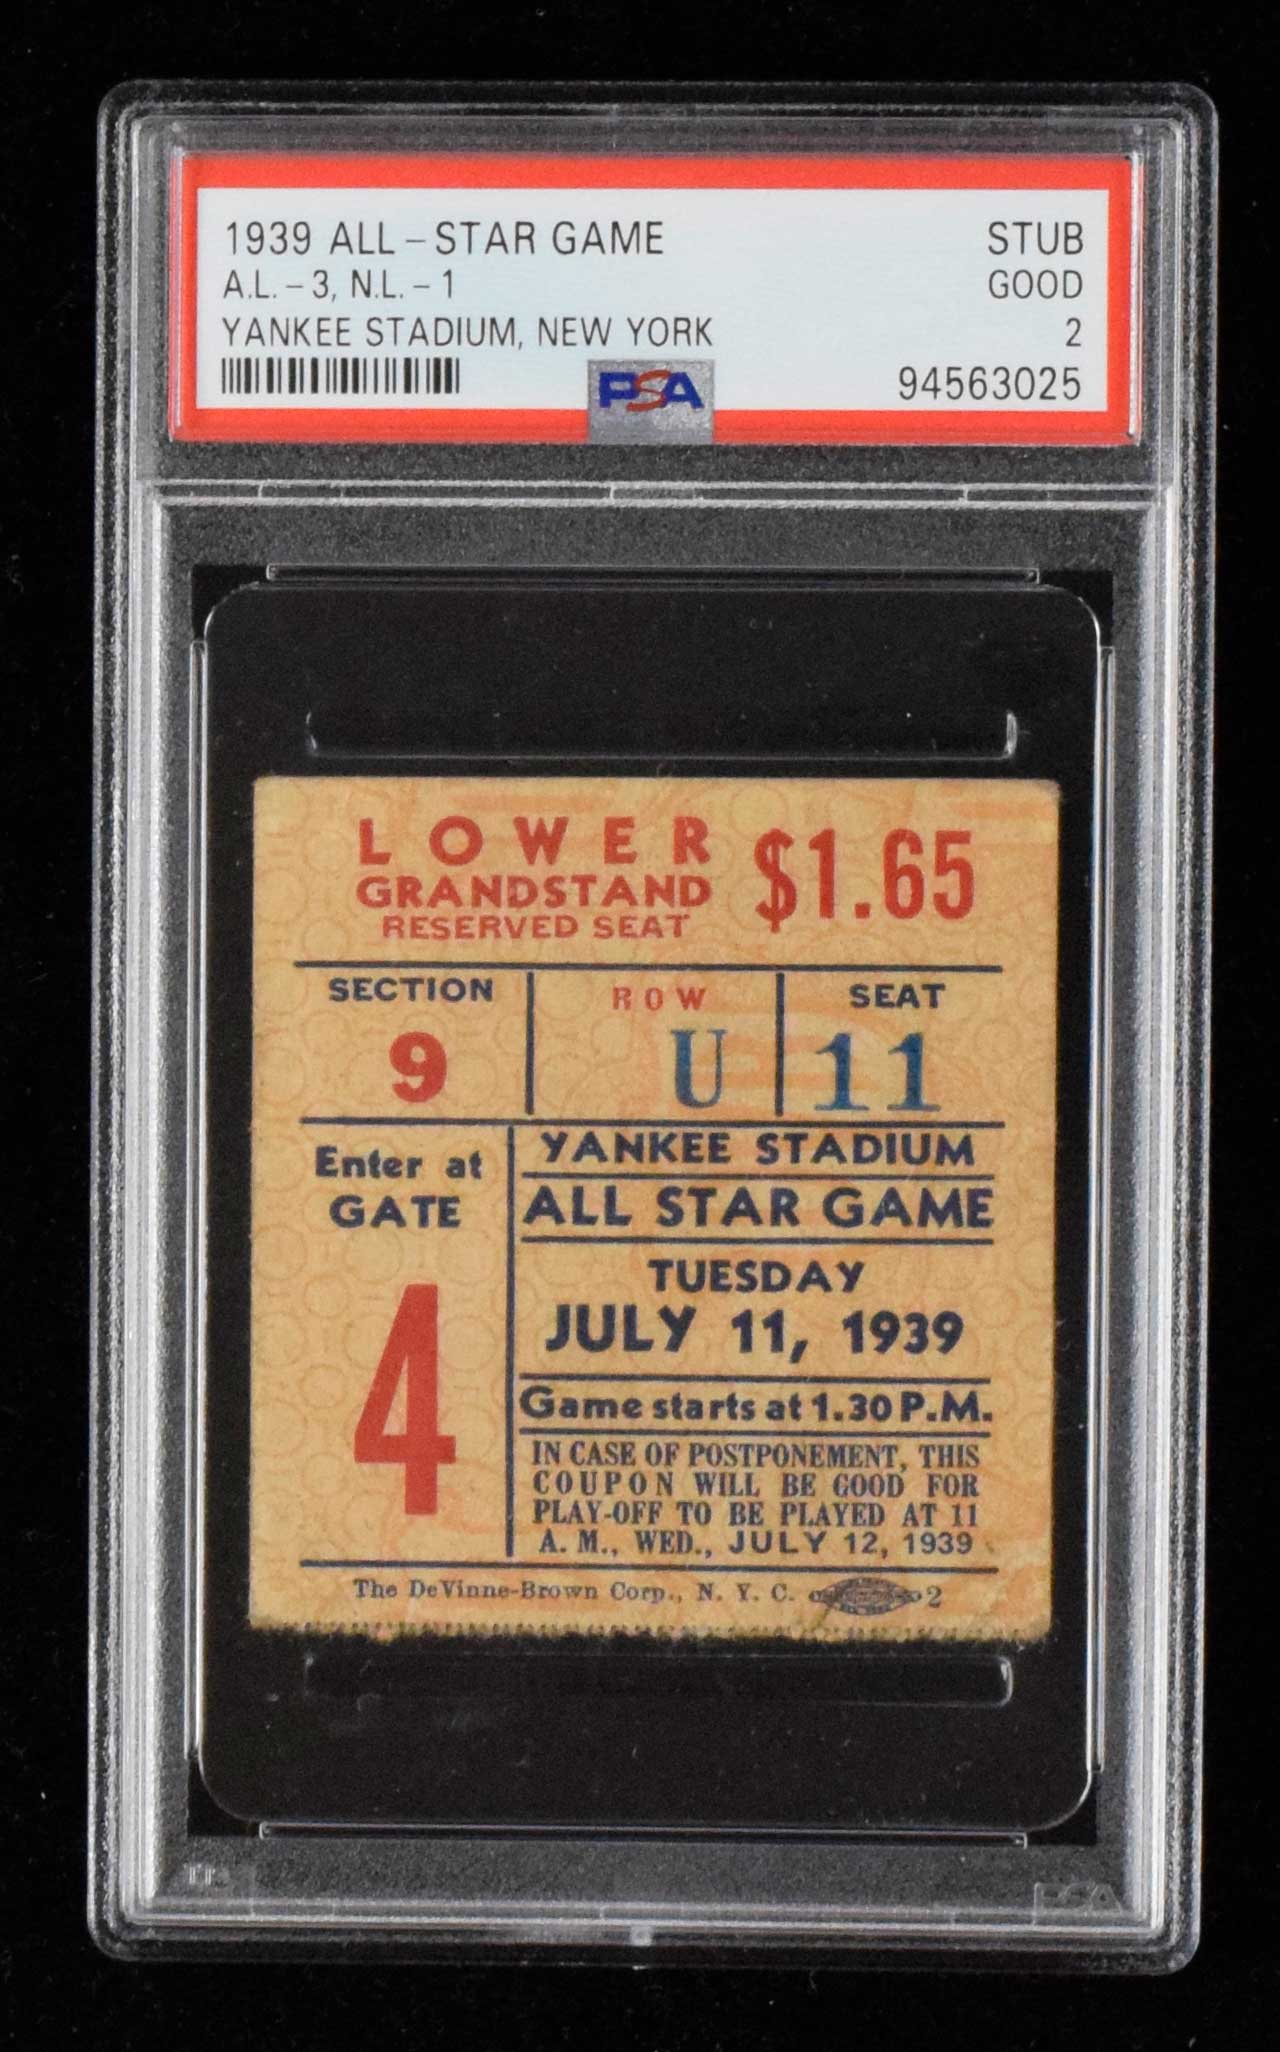 1939 ALL-STAR GAME STUB
A.L.-3, N.L.-1 GOOD
YANKEE STADIUM, NEW YORK 2
PSA 94563025
LOWER $1.65
GRANDSTAND
RESERVED SEAT
SECTION ROW SEAT
9 U 11
Enter at
GATE
4
YANKEE STADIUM
ALL STAR GAME
TUESDAY
JULY 11, 1939
Game starts at 1.30 P.M.
IN CASE OF POSTPONEMENT, THIS
COUPON WILL BE GOOD FOR
PLAY-OFF TO BE PLAYED AT 11
A. M., WED., JULY 12, 1939
The DeVinne-Brown Corp., N. Y. C. 2
PSA